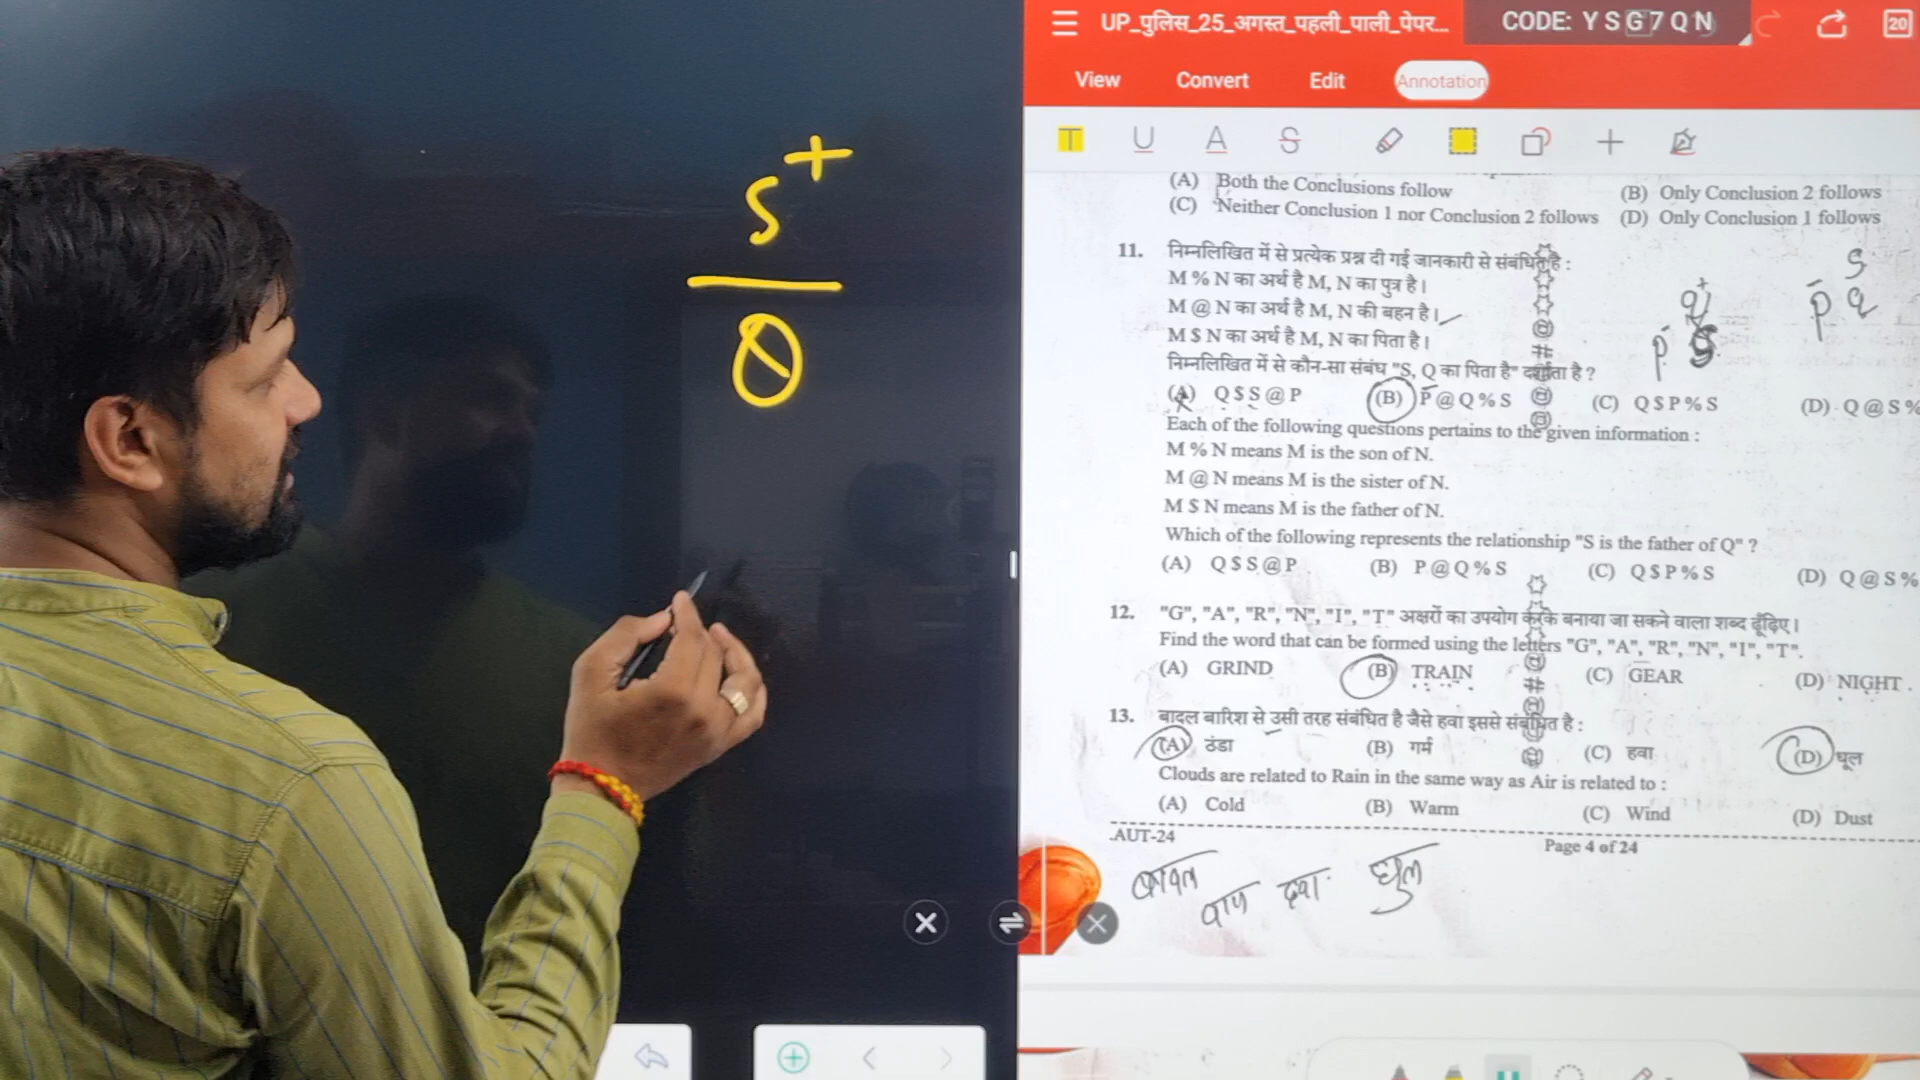 S+
Q
UP_पुलिस_25_अगस्त_पहली_पाली_पेपर...
CODE: Y S G 7 Q N
20
View Convert Edit Annotation
T U A S
(A) Both the Conclusions follow (B) Only Conclusion 2 follows
(C) Neither Conclusion 1 nor Conclusion 2 follows (D) Only Conclusion 1 follows
11. निम्नलिखित में से प्रत्येक प्रश्न दी गई जानकारी से संबंधित है :
M % N का अर्थ है M, N का पुत्र है।
M @ N का अर्थ है M, N की बहन है।
M $ N का अर्थ है M, N का पिता है।
निम्नलिखित में से कौन-सा संबंध "S, Q का पिता है" दर्शाता है ?
(A) Q $ S @ P (B) P @ Q % S (C) Q $ P % S (D) Q @ S %
Each of the following questions pertains to the given information :
M % N means M is the son of N.
M @ N means M is the sister of N.
M $ N means M is the father of N.
Which of the following represents the relationship "S is the father of Q" ?
(A) Q $ S @ P (B) P @ Q % S (C) Q $ P % S (D) Q @ S %
12. "G", "A", "R", "N", "I", "T" अक्षरों का उपयोग करके बनाया जा सकने वाला शब्द ढूँढ़िए।
Find the word that can be formed using the letters "G", "A", "R", "N", "I", "T".
(A) GRIND (B) TRAIN (C) GEAR (D) NIGHT
13. बादल बारिश से उसी तरह संबंधित है जैसे हवा इससे संबंधित है :
(A) ठंडा (B) गर्म (C) हवा (D) धूल
Clouds are related to Rain in the same way as Air is related to :
(A) Cold (B) Warm (C) Wind (D) Dust
AUT-24
Page 4 of 24
हवा धूल